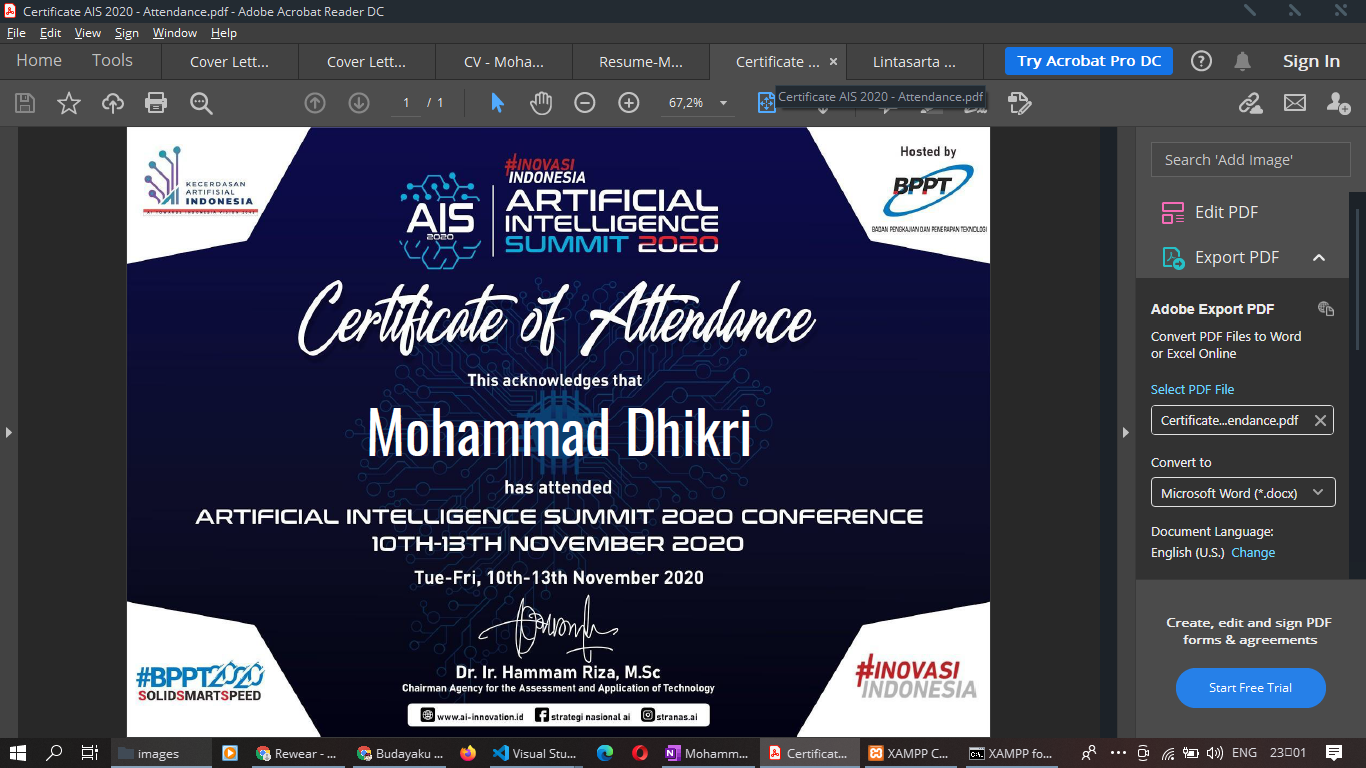 Certificate AIS 2020 - Attendance.pdf - Adobe Acrobat Reader DC
File Edit View Sign Window Help
Home Tools Cover Lett... Cover Lett... CV - Moha... Resume-M... Certificate ... × Lintasarta ... Try Acrobat Pro DC Sign In
1 / 1 67,2%
Certificate AIS 2020 - Attendance.pdf
KECERDASAN
ARTIFISIAL
INDONESIA
#INOVASI
INDONESIA
AIS
2020
ARTIFICIAL
INTELLIGENCE
SUMMIT 2020
Hosted by
BPPT
BADAN PENGKAJIAN DAN PENERAPAN TEKNOLOGI
Certificate of Attendance
This acknowledges that
Mohammad Dhikri
has attended
ARTIFICIAL INTELLIGENCE SUMMIT 2020 CONFERENCE
10TH-13TH NOVEMBER 2020
Tue-Fri, 10th-13th November 2020
Dr. Ir. Hammam Riza, M.Sc
Chairman Agency for the Assessment and Application of Technology
www.ai-innovation.id strategi nasional ai stranas.ai
#BPPT2020
SOLIDSMARTSPEED
#INOVASI
INDONESIA
Search 'Add Image'
Edit PDF
Export PDF
Adobe Export PDF
Convert PDF Files to Word
or Excel Online
Select PDF File
Certificate...endance.pdf
Convert to
Microsoft Word (*.docx)
Document Language:
English (U.S.) Change
Create, edit and sign PDF
forms & agreements
Start Free Trial
images Rewear - ... Budayaku ... Visual Stu... Mohamm... Certificat... XAMPP C... XAMPP fo... ENG 23▯01